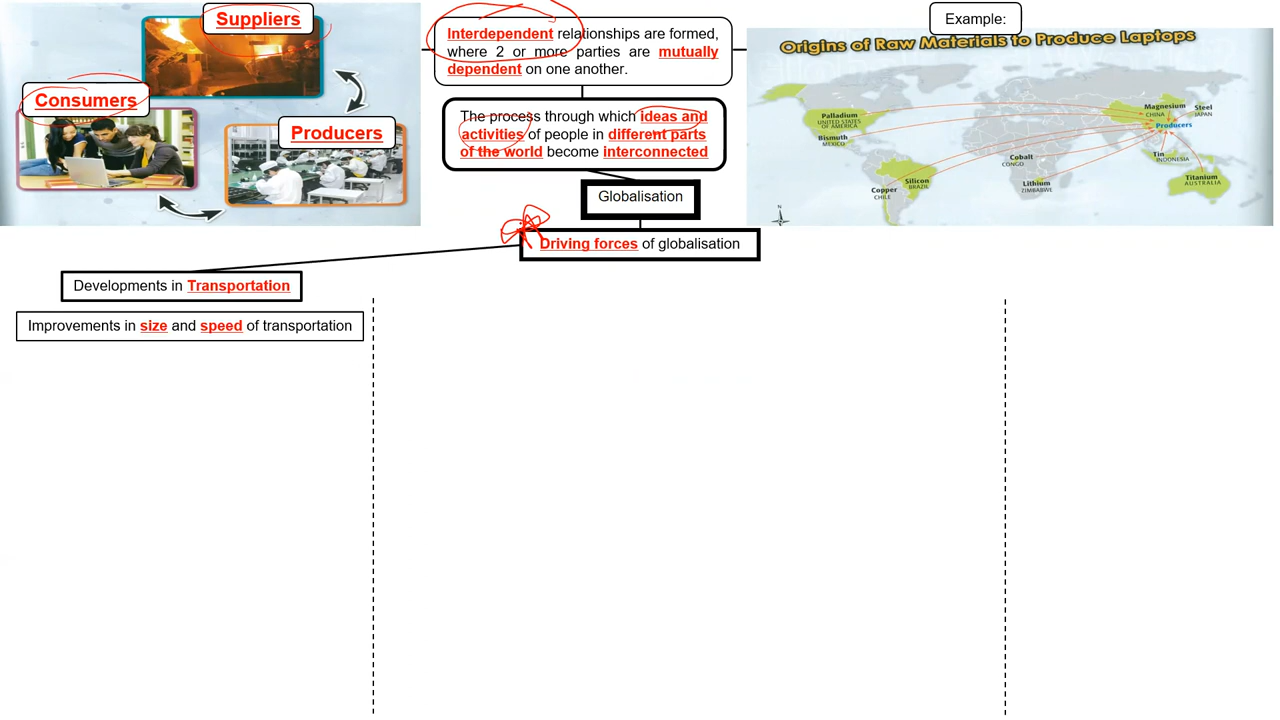 Suppliers
Consumers
Producers
Interdependent relationships are formed,
where 2 or more parties are mutually
dependent on one another.
The process through which ideas and
activities of people in different parts
of the world become interconnected
Globalisation
Driving forces of globalisation
Example:
Origins of Raw Materials to Produce Laptops
Palladium
UNITED STATES
OF AMERICA
Bismuth
MEXICO
Copper
CHILE
Silicon
BRAZIL
Cobalt
CONGO
Lithium
ZIMBABWE
Magnesium
CHINA
Steel
JAPAN
Producers
Tin
INDONESIA
Titanium
AUSTRALIA
N
Developments in Transportation
Improvements in size and speed of transportation